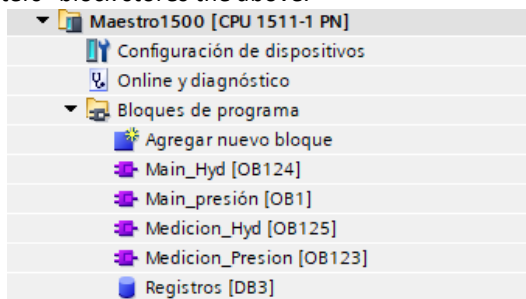 Maestro1500 [CPU 1511-1 PN]
Configuración de dispositivos
Online y diagnóstico
Bloques de programa
Agregar nuevo bloque
Main_Hyd [OB124]
Main_presión [OB1]
Medicion_Hyd [OB125]
Medicion_Presion [OB123]
Registros [DB3]